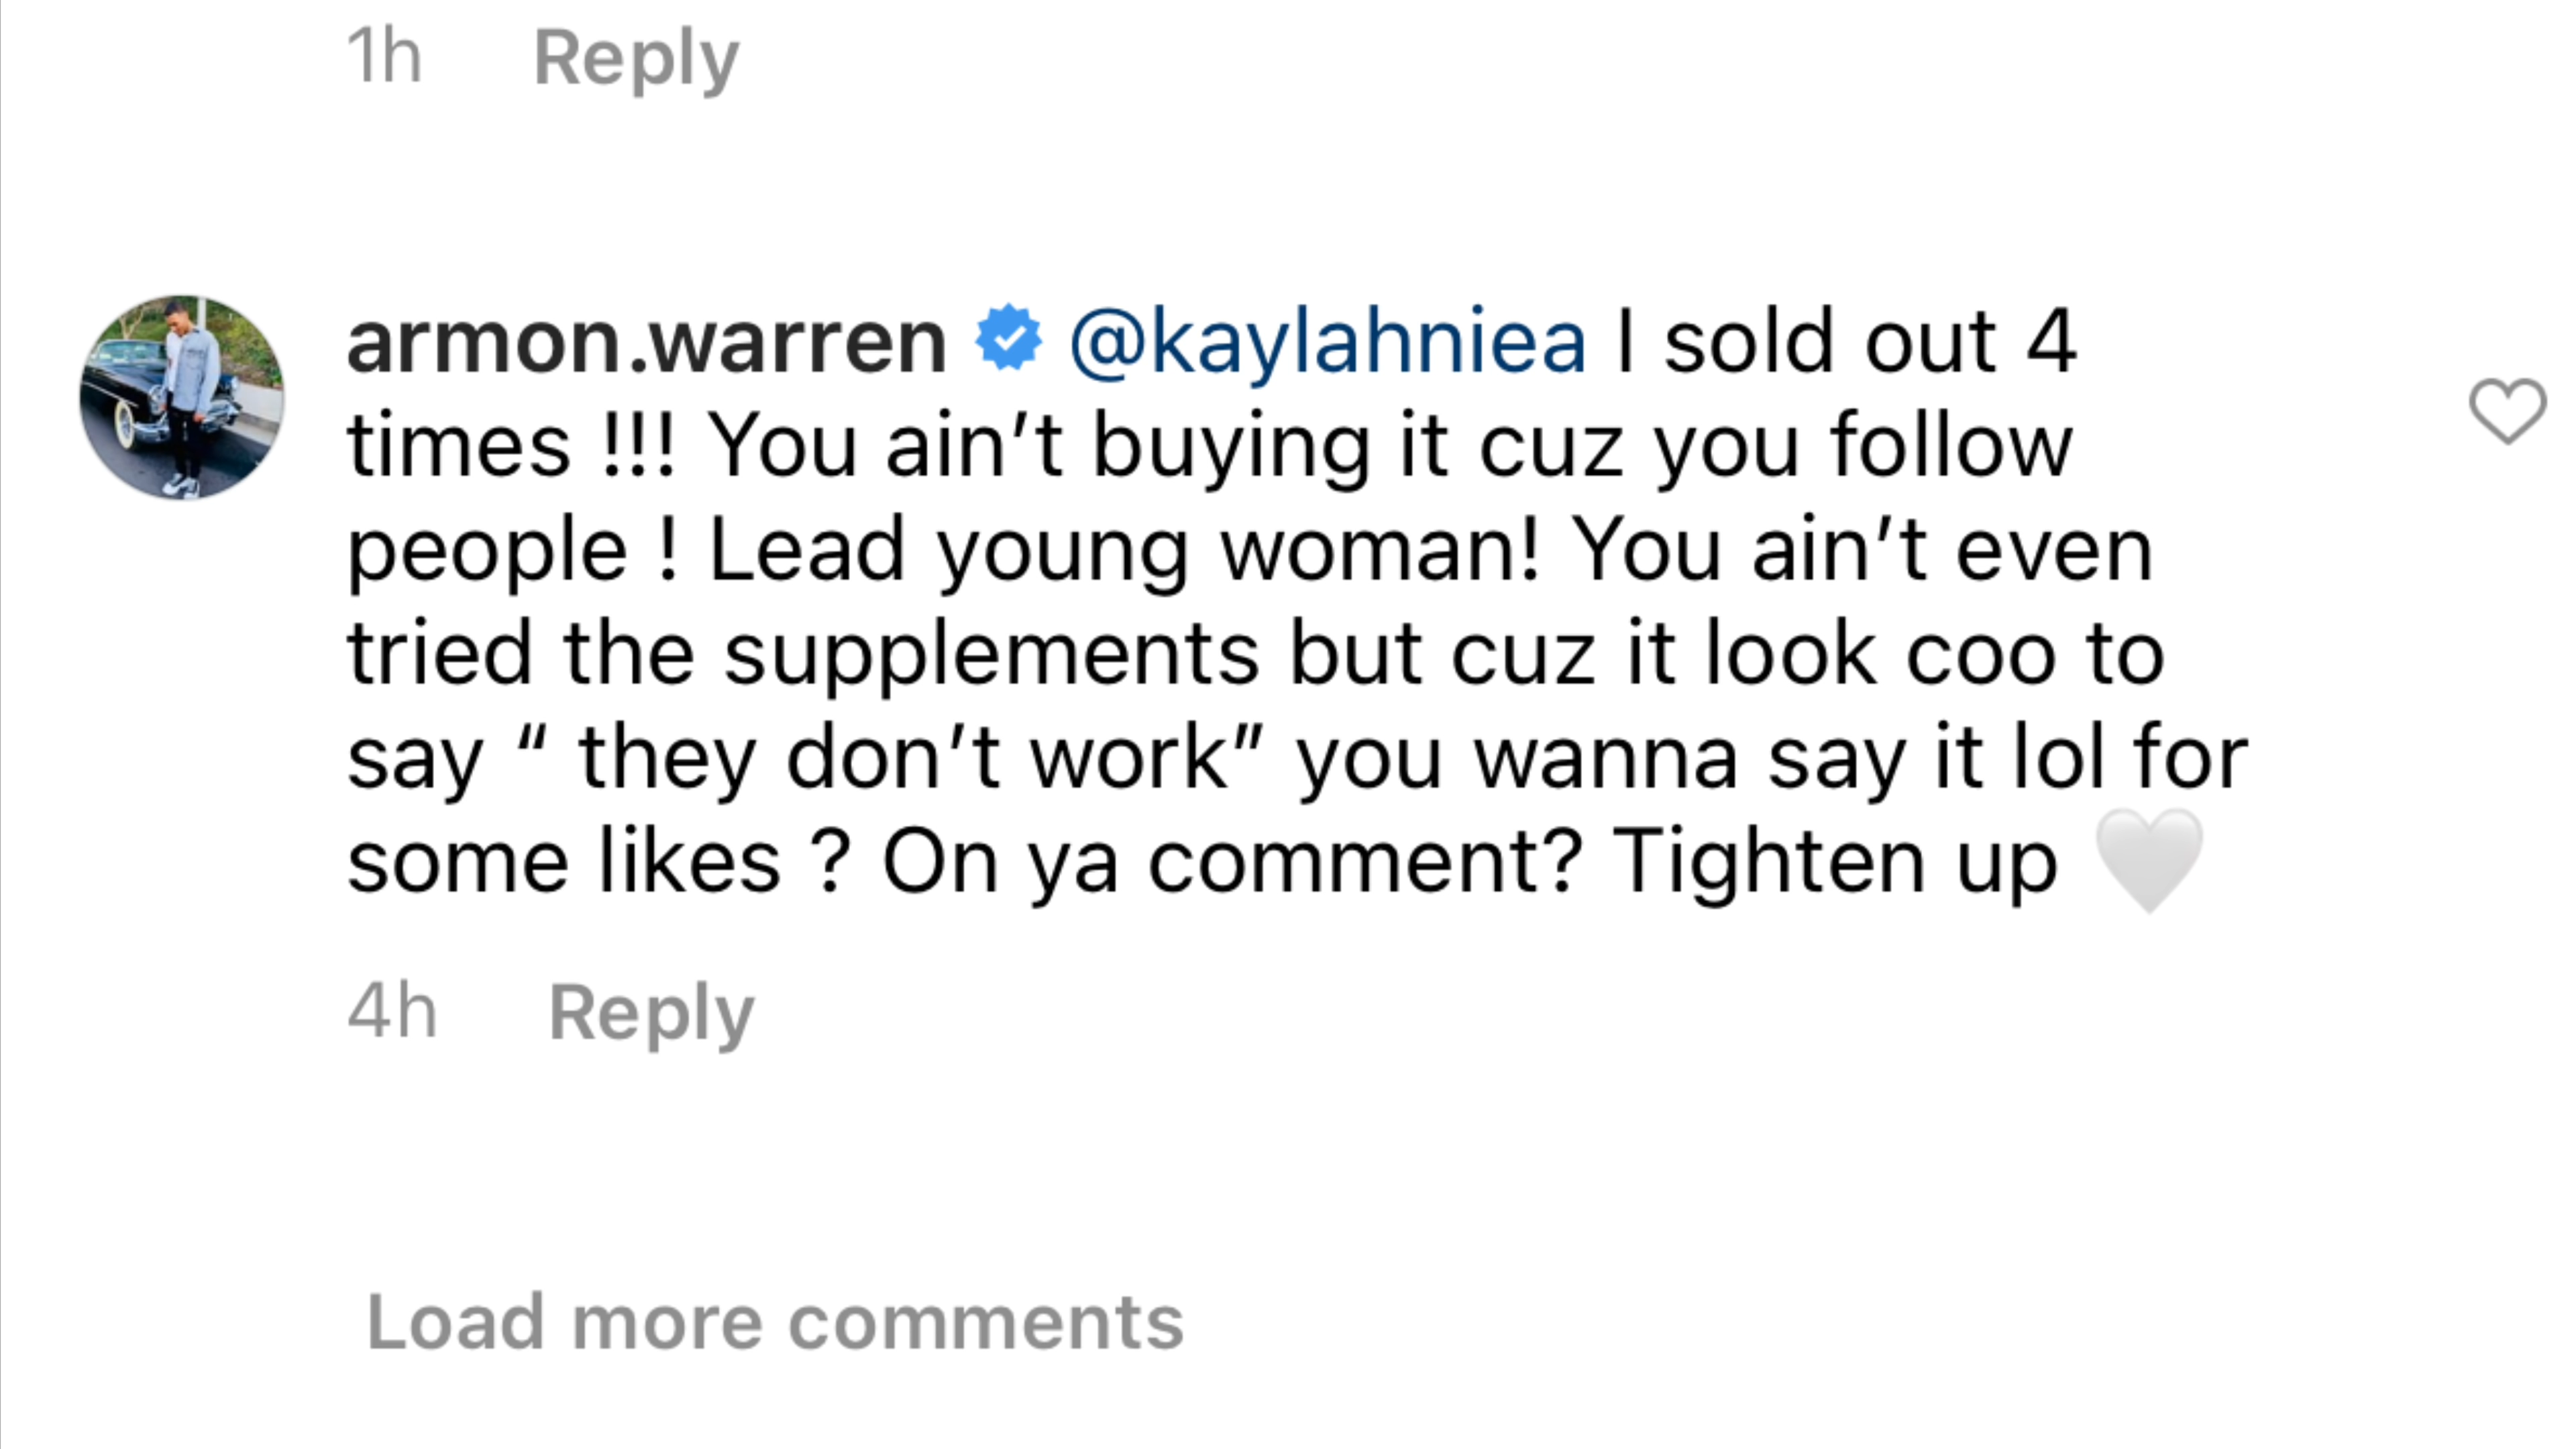 1h Reply
armon.warren @kaylahniea I sold out 4
times !!! You ain’t buying it cuz you follow
people ! Lead young woman! You ain’t even
tried the supplements but cuz it look coo to
say “ they don’t work” you wanna say it lol for
some likes ? On ya comment? Tighten up 🤍
4h Reply
Load more comments